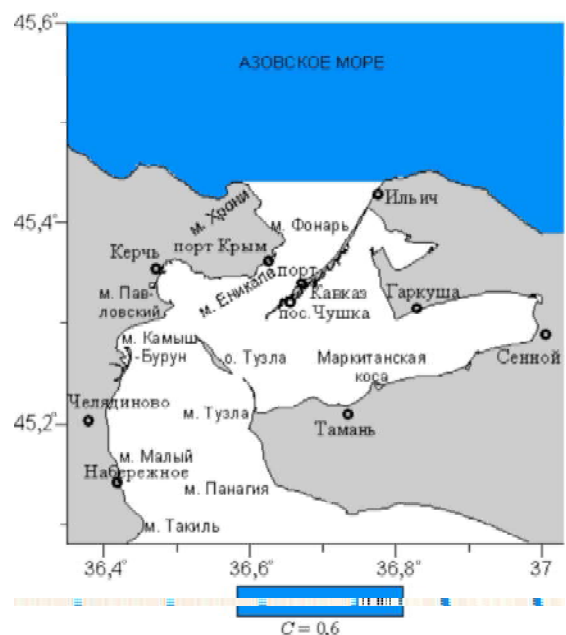 45,6°
АЗОВСКОЕ МОРЕ
Ильич
45,4°
м. Хрони
м. Фонарь
Керчь
порт Крым
порт
Кавказ
м. Еникале
м. Пав-
ловский
Гаркуша
пос. Чушка
м. Камыш
-Бурун
о. Тузла
Маркитанская
коса
Сенной
Челядиново
м. Тузла
45,2°
Тамань
м. Малый
Набережное
м. Панагия
м. Такиль
36,4°
36,6°
36,8°
37
C = 0.6